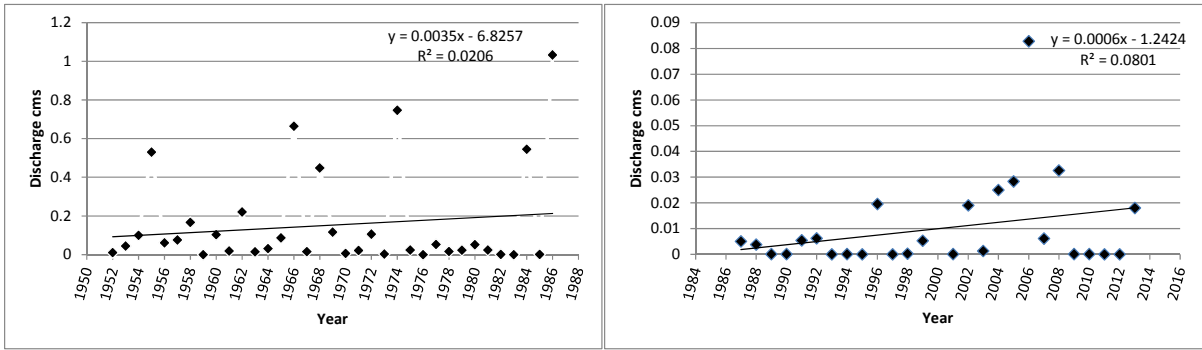 1.2
1
0.8
0.6
0.4
0.2
0
Discharge cms
y = 0.0035x - 6.8257
R² = 0.0206
1950 1952 1954 1956 1958 1960 1962 1964 1966 1968 1970 1972 1974 1976 1978 1980 1982 1984 1986 1988
Year
0.09
0.08
0.07
0.06
0.05
0.04
0.03
0.02
0.01
0
Discharge cms
y = 0.0006x - 1.2424
R² = 0.0801
1984 1986 1988 1990 1992 1994 1996 1998 2000 2002 2004 2006 2008 2010 2012 2014 2016
Year